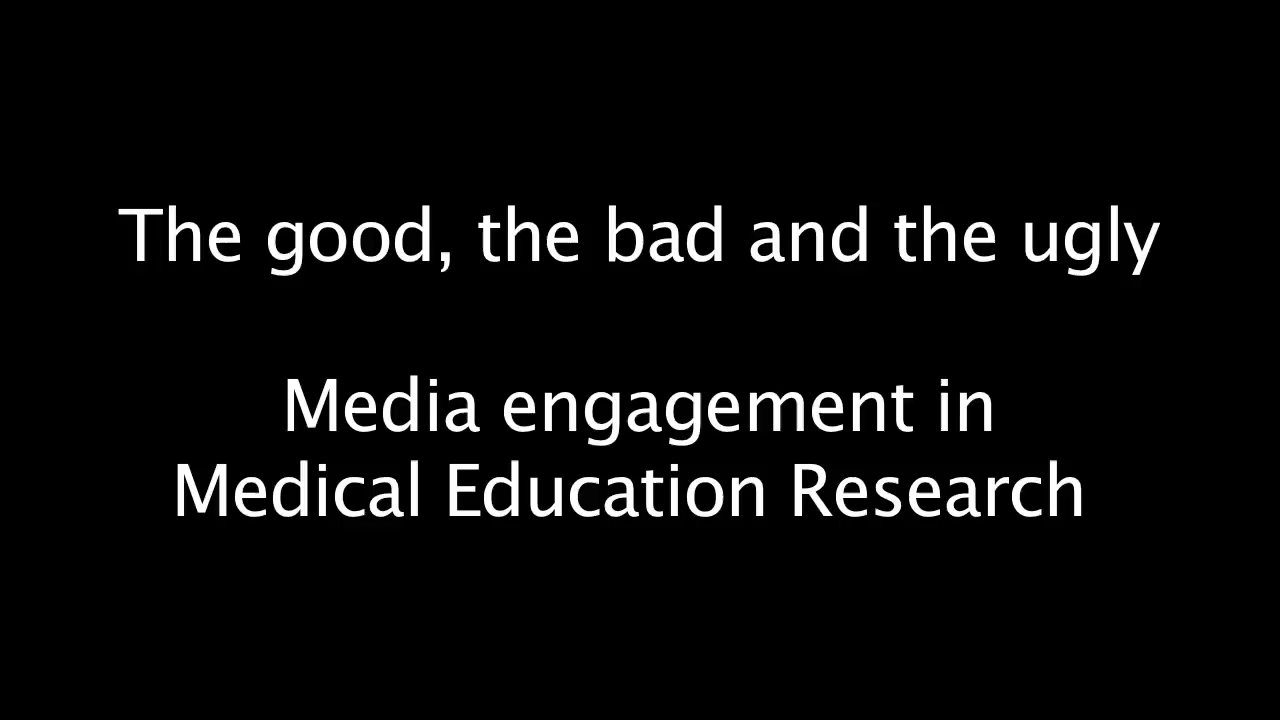 The good, the bad and the ugly
Media engagement in
Medical Education Research